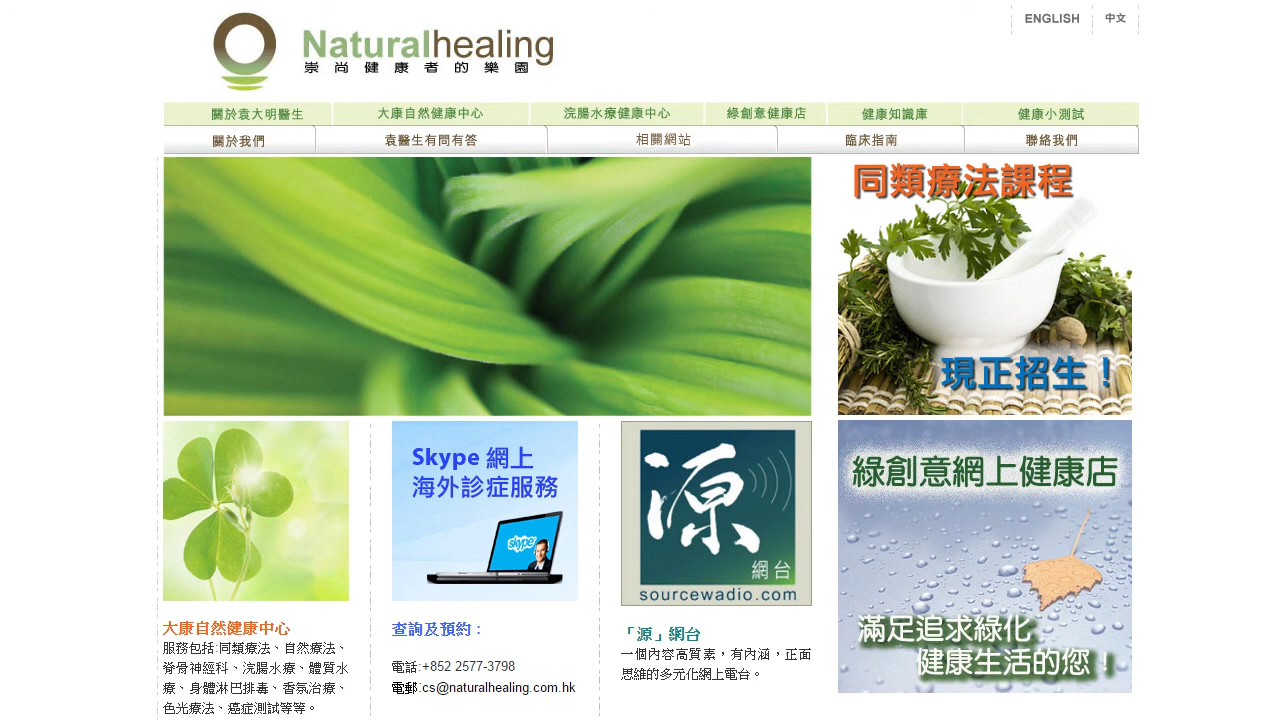 ENGLISH
中文
Naturalhealing
崇尚健康者的樂園
關於袁大明醫生
大康自然健康中心
浣腸水療健康中心
綠創意健康店
健康知識庫
健康小測試
關於我們
袁醫生有問有答
相關網站
臨床指南
聯絡我們
同類療法課程
現正招生！
Skype 網上
海外診症服務
skype
源
網台
sourcewadio.com
綠創意網上健康店
滿足追求綠化
健康生活的您！
大康自然健康中心
服務包括:同類療法、自然療法、
脊骨神經科、浣腸水療、體質水
療、身體淋巴排毒、香氛治療、
色光療法、癌症測試等等。
查詢及預約：
電話:+852 2577-3798
電郵:cs@naturalhealing.com.hk
「源」網台
一個內容高質素，有內涵，正面
思維的多元化網上電台。